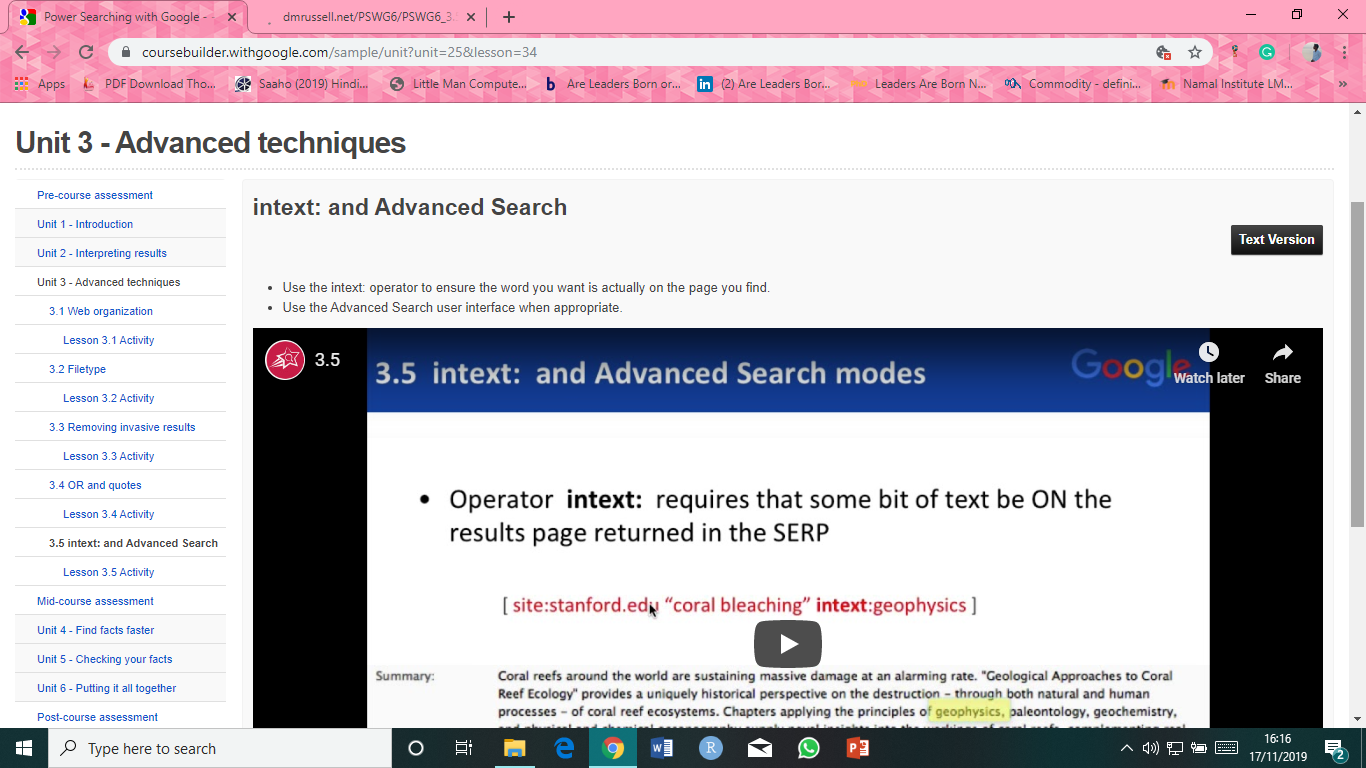 Power Searching with Google -
dmrussell.net/PSWG6/PSWG6_3.
coursebuilder.withgoogle.com/sample/unit?unit=25&lesson=34
Apps
PDF Download Tho...
Saaho (2019) Hindi...
Little Man Compute...
Are Leaders Born or...
(2) Are Leaders Bor...
Leaders Are Born N...
Commodity - defini...
Namal Institute LM...
Unit 3 - Advanced techniques
Pre-course assessment
Unit 1 - Introduction
Unit 2 - Interpreting results
Unit 3 - Advanced techniques
3.1 Web organization
Lesson 3.1 Activity
3.2 Filetype
Lesson 3.2 Activity
3.3 Removing invasive results
Lesson 3.3 Activity
3.4 OR and quotes
Lesson 3.4 Activity
3.5 intext: and Advanced Search
Lesson 3.5 Activity
Mid-course assessment
Unit 4 - Find facts faster
Unit 5 - Checking your facts
Unit 6 - Putting it all together
Post-course assessment
intext: and Advanced Search
Text Version
Use the intext: operator to ensure the word you want is actually on the page you find.
Use the Advanced Search user interface when appropriate.
3.5
3.5 intext: and Advanced Search modes
Google
Watch later
Share
• Operator intext: requires that some bit of text be ON the
results page returned in the SERP
[ site:stanford.edu “coral bleaching” intext:geophysics ]
Summary:
Coral reefs around the world are sustaining massive damage at an alarming rate. "Geological Approaches to Coral
Reef Ecology" provides a uniquely historical perspective on the destruction – through both natural and human
processes – of coral reef ecosystems. Chapters applying the principles of geophysics, paleontology, geochemistry,
Type here to search
16:16
17/11/2019
2